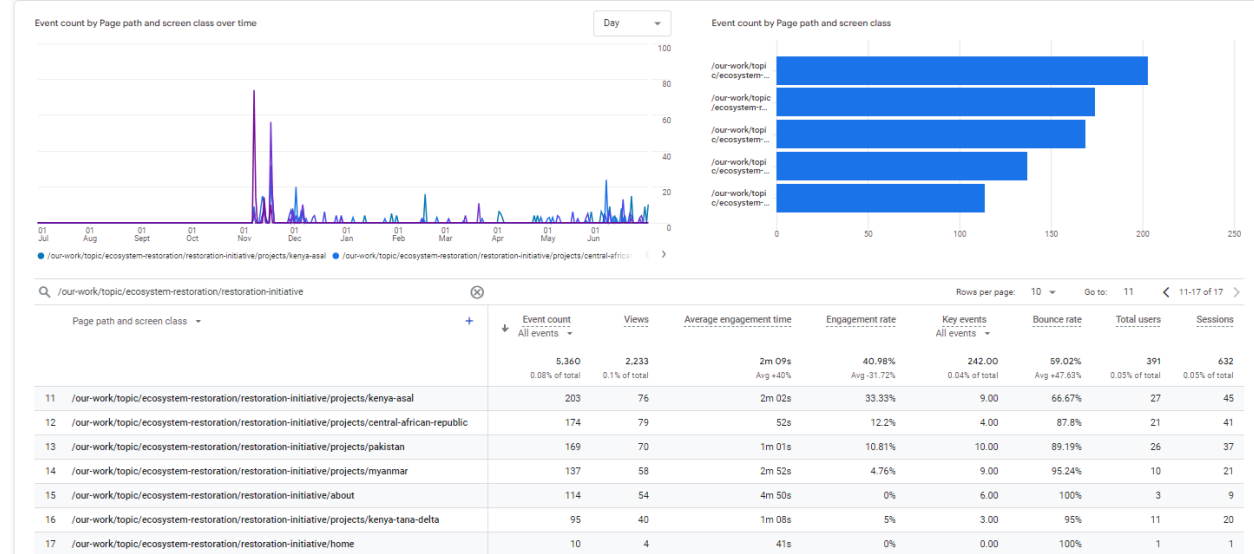 Event count by Page path and screen class over time
Day
100
80
60
40
20
0
01 Jul 01 Aug 01 Sept 01 Oct 01 Nov 01 Dec 01 Jan 01 Feb 01 Mar 01 Apr 01 May 01 Jun
/our-work/topic/ecosystem-restoration/restoration-initiative/projects/kenya-asal /our-work/topic/ecosystem-restoration/restoration-initiative/projects/central-africa
Event count by Page path and screen class
/our-work/topi
c/ecosystem-...
/our-work/topic
/ecosystem-r...
/our-work/topi
c/ecosystem-...
/our-work/topi
c/ecosystem-...
/our-work/topi
c/ecosystem-...
0 50 100 150 200 250
/our-work/topic/ecosystem-restoration/restoration-initiative Rows per page: 10 Go to: 11 11-17 of 17
Page path and screen class + Event count Views Average engagement time Engagement rate Key events Bounce rate Total users Sessions
All events All events
5,360 2,233 2m 09s 40.98% 242.00 59.02% 391 632
0.08% of total 0.1% of total Avg +40% Avg -31.72% 0.04% of total Avg +47.63% 0.05% of total 0.05% of total
11 /our-work/topic/ecosystem-restoration/restoration-initiative/projects/kenya-asal 203 76 2m 02s 33.33% 9.00 66.67% 27 45
12 /our-work/topic/ecosystem-restoration/restoration-initiative/projects/central-african-republic 174 79 52s 12.2% 4.00 87.8% 21 41
13 /our-work/topic/ecosystem-restoration/restoration-initiative/projects/pakistan 169 70 1m 01s 10.81% 10.00 89.19% 26 37
14 /our-work/topic/ecosystem-restoration/restoration-initiative/projects/myanmar 137 58 2m 52s 4.76% 9.00 95.24% 10 21
15 /our-work/topic/ecosystem-restoration/restoration-initiative/about 114 54 4m 50s 0% 6.00 100% 3 9
16 /our-work/topic/ecosystem-restoration/restoration-initiative/projects/kenya-tana-delta 95 40 1m 08s 5% 3.00 95% 11 20
17 /our-work/topic/ecosystem-restoration/restoration-initiative/home 10 4 41s 0% 0.00 100% 1 1